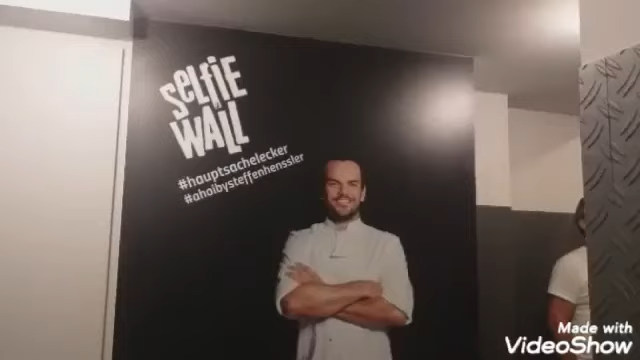 SelfiE
WALL
#hauptsachelecker
#ahoibysteffenhenssler
Made with
VideoShow